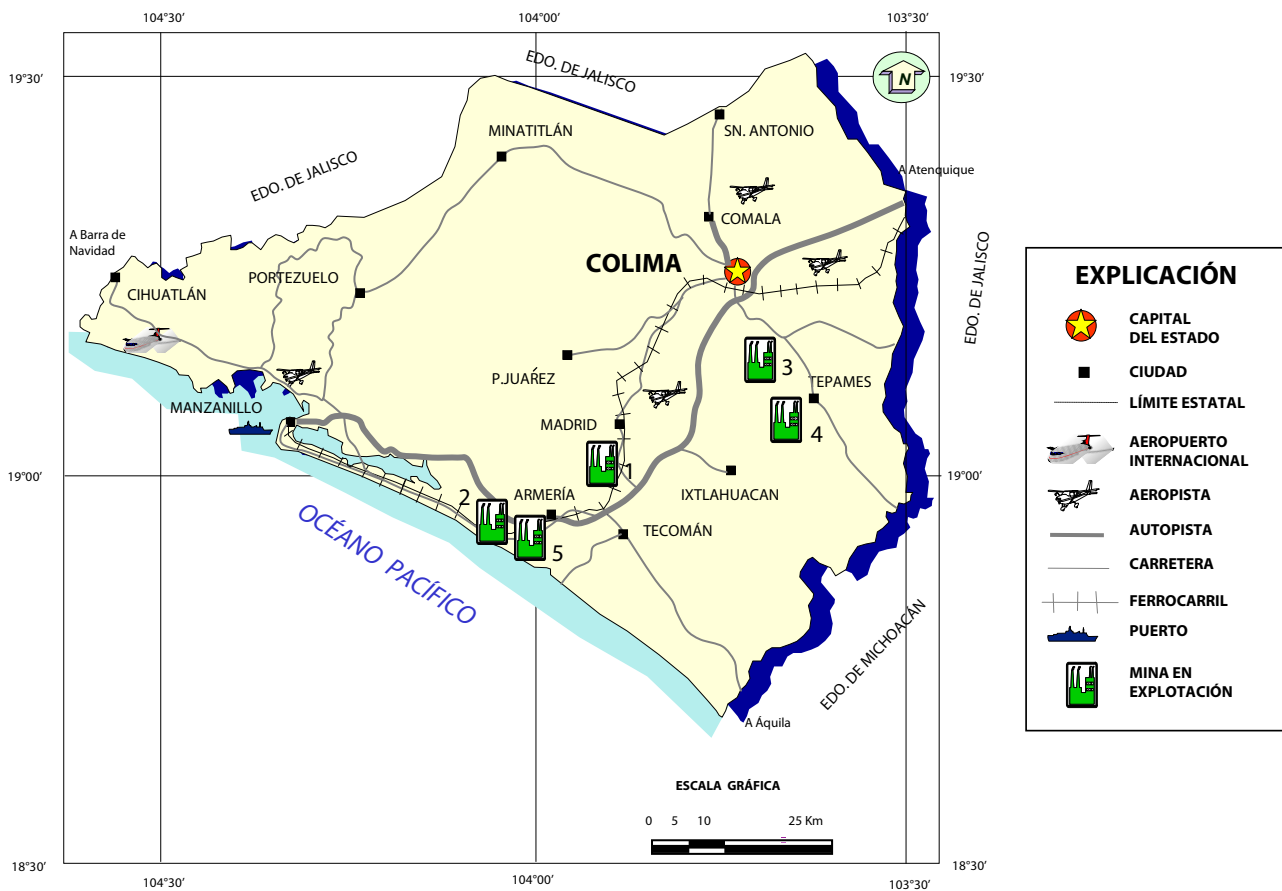 104°30’
104°00’
103°30’
19°30’
19°30’
EDO. DE JALISCO
N
MINATITLÁN
SN. ANTONIO
EDO. DE JALISCO
A Atenquique
COMALA
A Barra de
Navidad
COLIMA
EDO. DE JALISCO
PORTEZUELO
CIHUATLÁN
3
P.JUAŔEZ
TEPAMES
MANZANILLO
MADRID
4
1
19°00’
19°00’
IXTLAHUACAN
2
ARMERÍA
TECOMÁN
5
OCÉANO PACÍFICO
EDO. DE MICHOACÁN
A Áquila
ESCALA GRÁFICA
0 5 10 25 Km
18°30’
18°30’
104°30’
104°00’
103°30’
EXPLICACIÓN
CAPITAL
DEL ESTADO
CIUDAD
LÍMITE ESTATAL
AEROPUERTO
INTERNACIONAL
AEROPISTA
AUTOPISTA
CARRETERA
FERROCARRIL
PUERTO
MINA EN
EXPLOTACIÓN